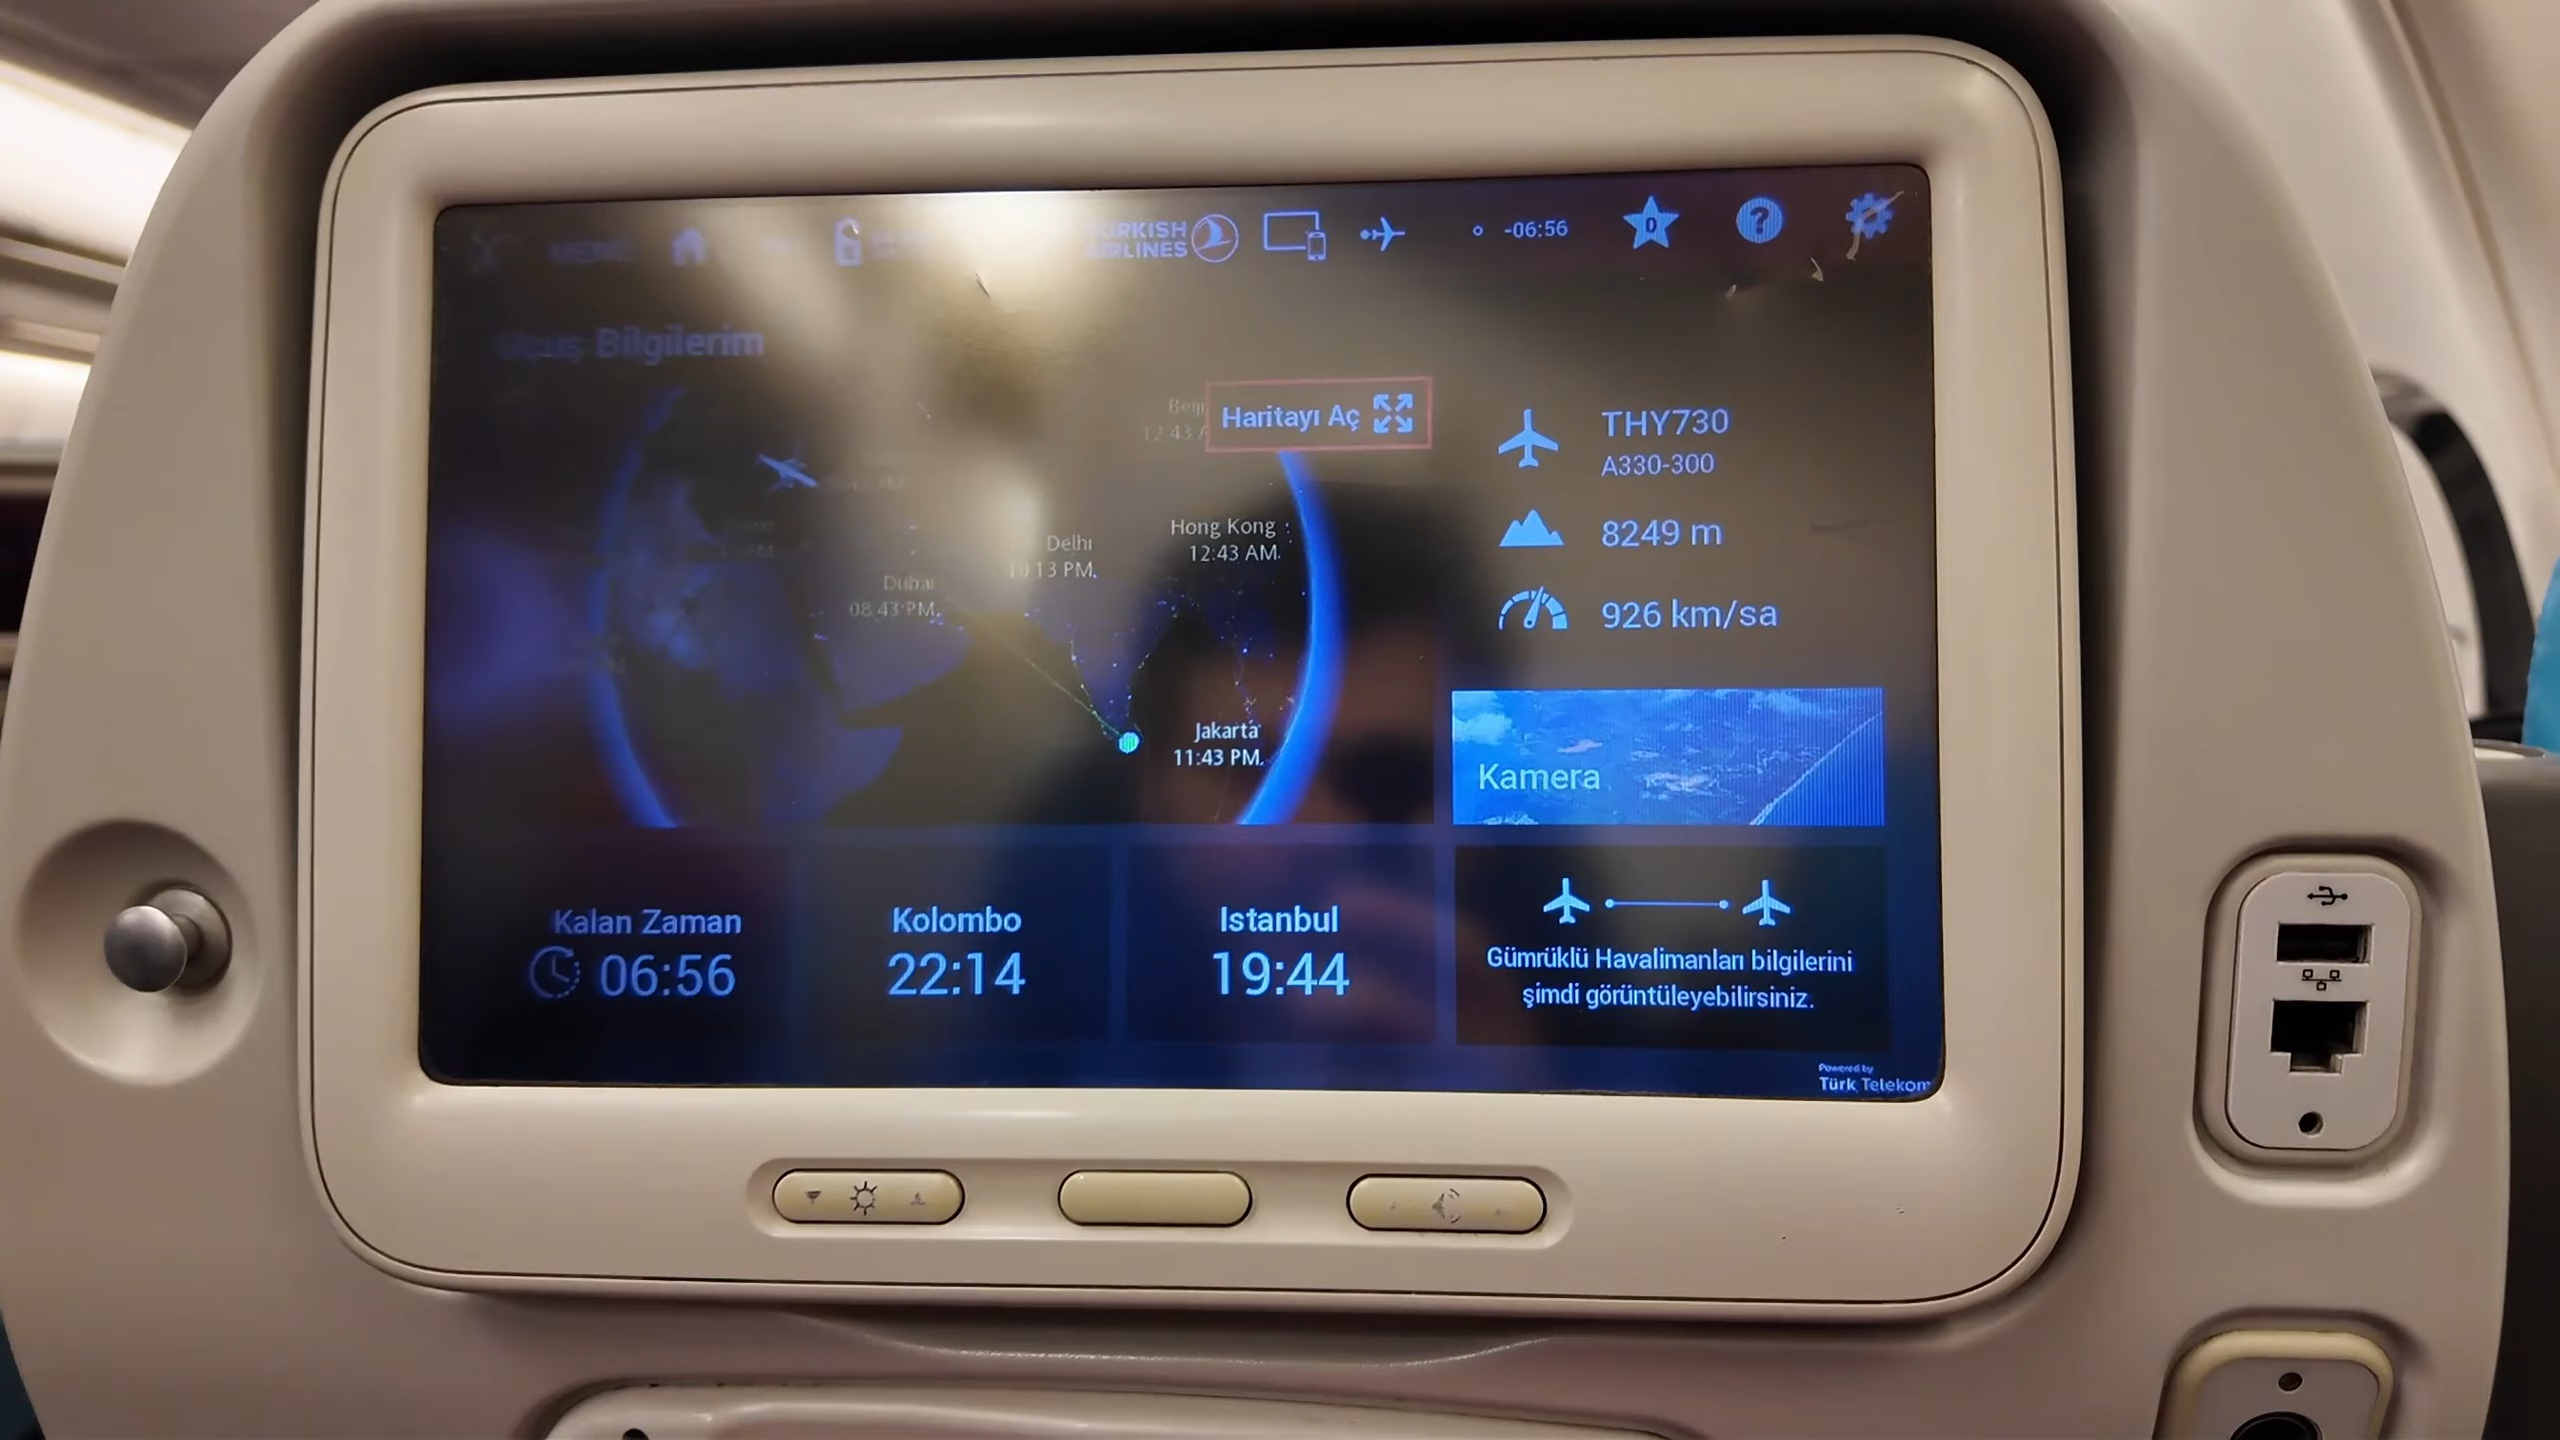 MENÜ
TURKISH
AIRLINES
-06:56
0
?
Uçuş Bilgilerim
Haritayı Aç
Hong Kong
12:43 AM
Delhi
10:13 PM
Dubai
08:43 PM
Jakarta
11:43 PM
THY730
A330-300
8249 m
926 km/sa
Kamera
Kalan Zaman
06:56
Kolombo
22:14
Istanbul
19:44
Gümrüklü Havalimanları bilgilerini
şimdi görüntüleyebilirsiniz.
Powered by
Türk Telekom